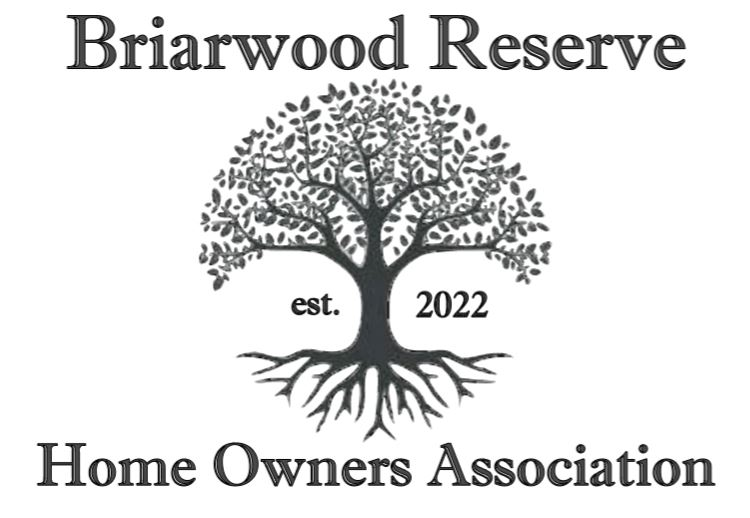 Briarwood Reserve
est. 2022
Home Owners Association